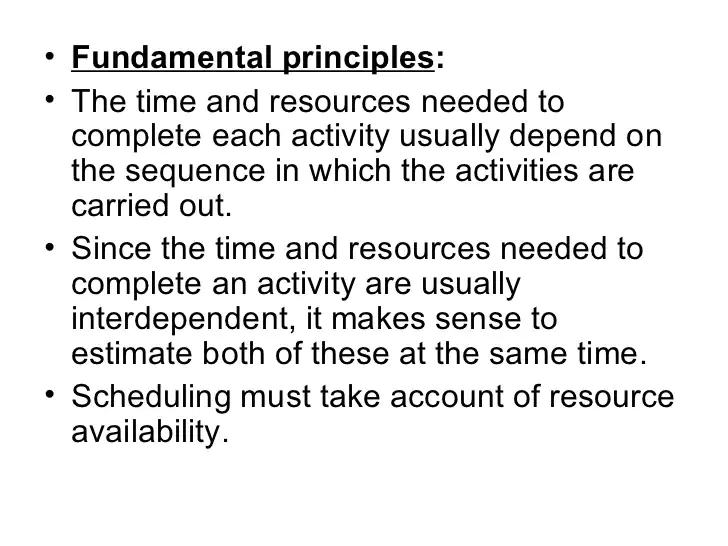 • Fundamental principles:
• The time and resources needed to
complete each activity usually depend on
the sequence in which the activities are
carried out.
• Since the time and resources needed to
complete an activity are usually
interdependent, it makes sense to
estimate both of these at the same time.
• Scheduling must take account of resource
availability.